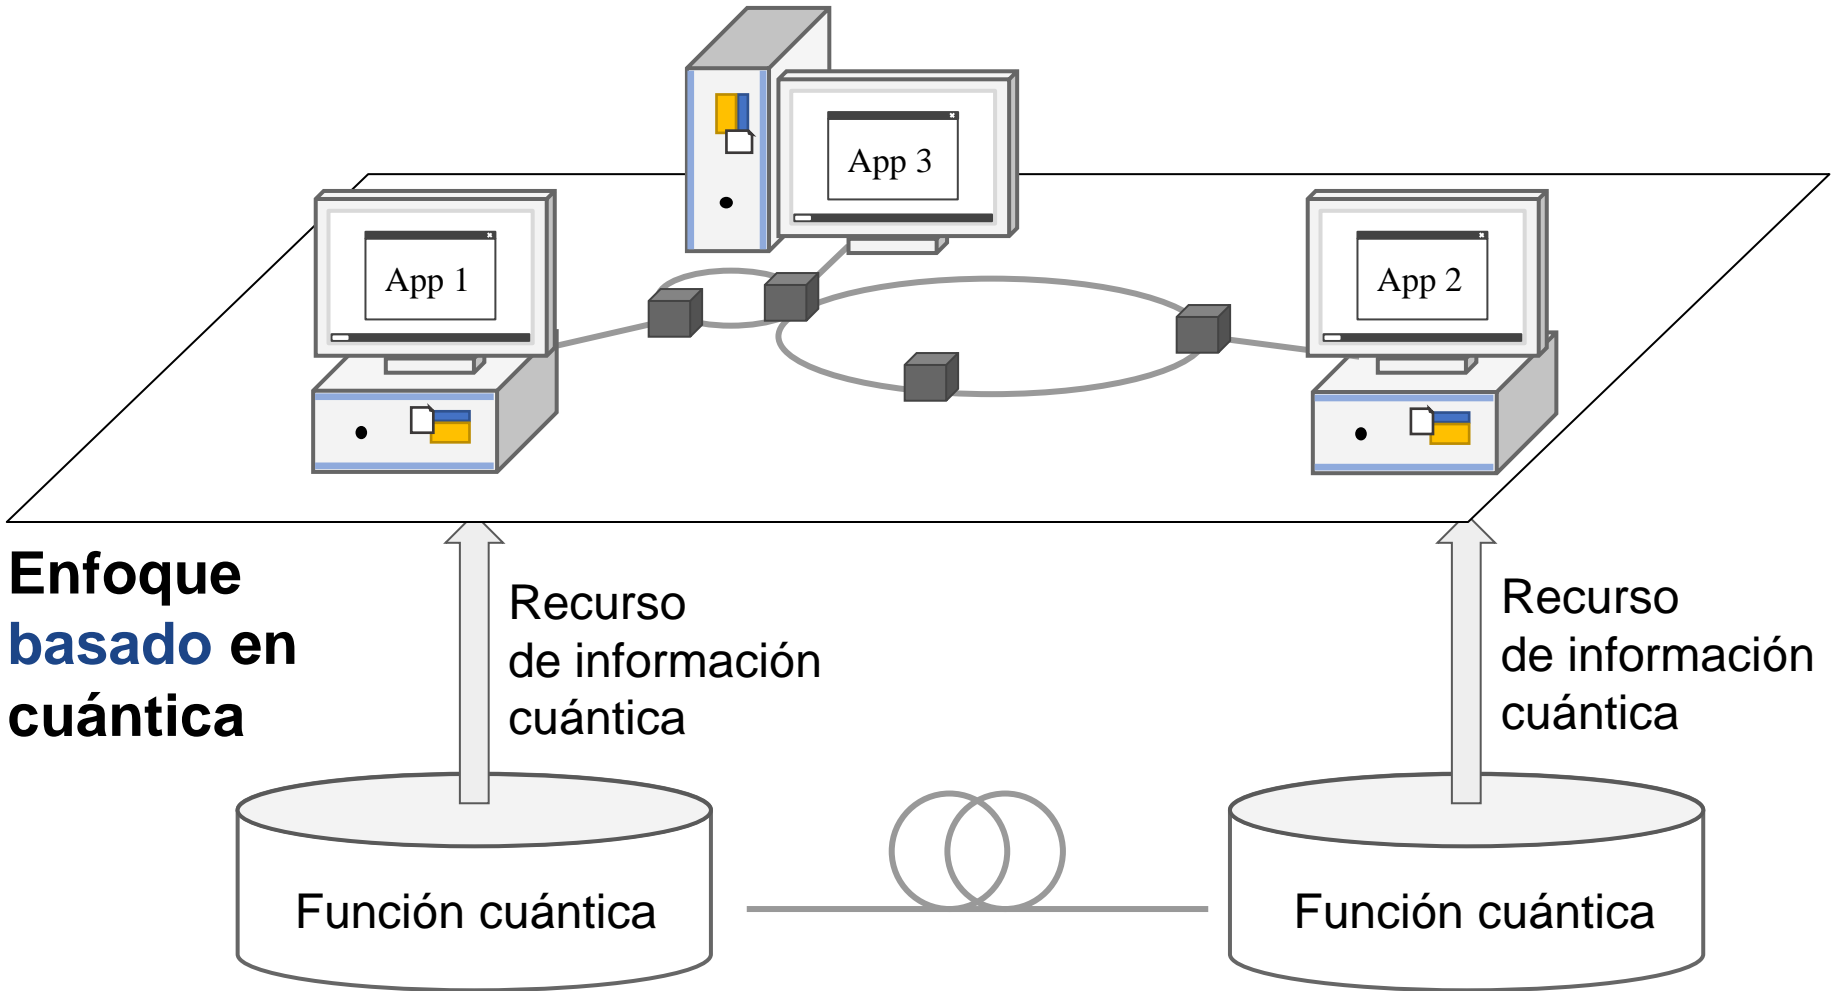 App 3
App 1
App 2
Enfoque
basado en
cuántica
Recurso
de información
cuántica
Recurso
de información
cuántica
Función cuántica
Función cuántica